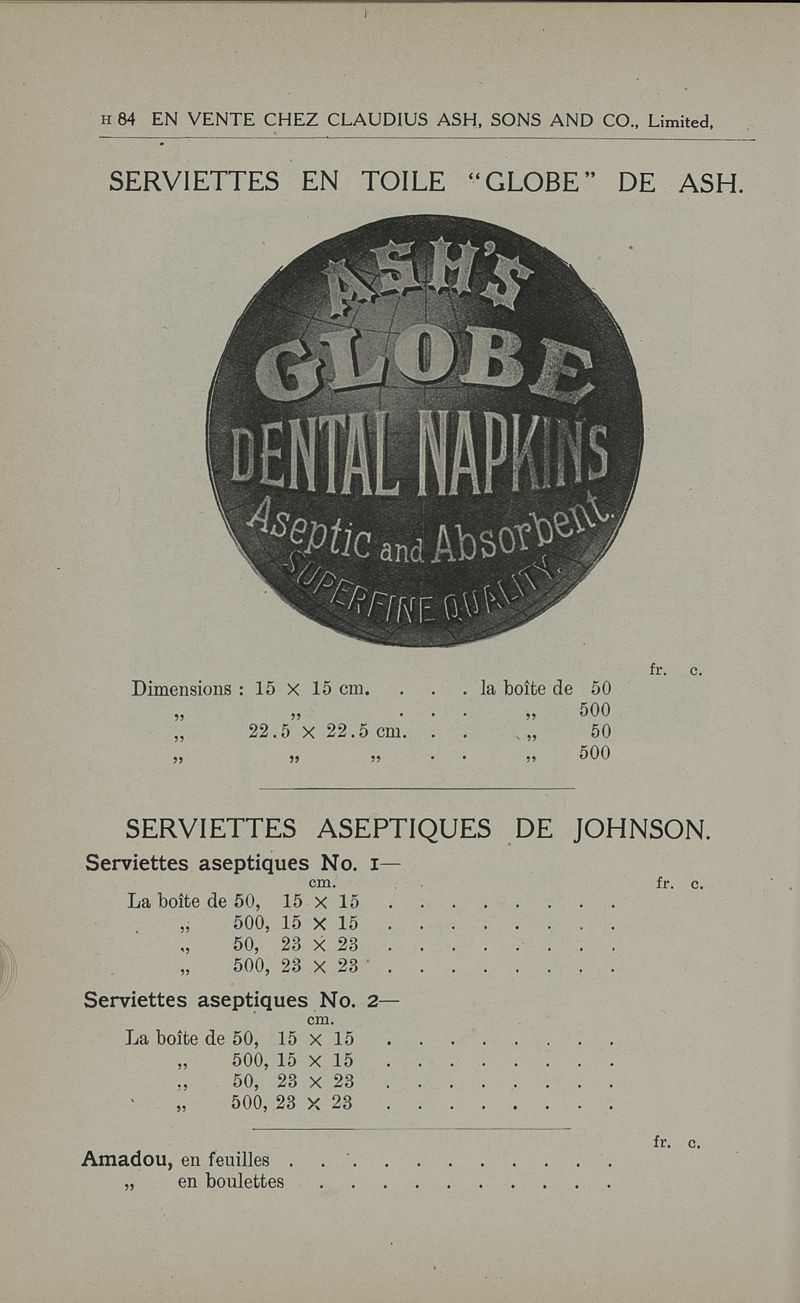 H 84 EN VENTE CHEZ CLAUDIUS ASH, SONS AND CO., Limited,
SERVIETTES EN TOILE “GLOBE” DE ASH.
ASH'S
GLOBE
DENTAL NAPKINS
Aseptic and Absorbent.
SUPERFINE QUALITY.
fr. c.
Dimensions : 15 × 15 cm. . . . la boîte de 50
„ „ . . . „ 500
„ 22.5 × 22.5 cm. . . „ 50
„ „ „ . . „ 500
SERVIETTES ASEPTIQUES DE JOHNSON.
Serviettes aseptiques No. 1—
cm. fr. c.
La boîte de 50, 15 × 15 . . . . . . . .
„ 500, 15 × 15 . . . . . . . .
„ 50, 23 × 23 . . . . . . . .
„ 500, 23 × 23 . . . . . . . .
Serviettes aseptiques No. 2—
cm.
La boîte de 50, 15 × 15 . . . . . . . .
„ 500, 15 × 15 . . . . . . . .
„ 50, 23 × 23 . . . . . . . .
„ 500, 23 × 23 . . . . . . . .
fr. c.
Amadou, en feuilles . . . . . . . . . . .
„ en boulettes . . . . . . . . . .